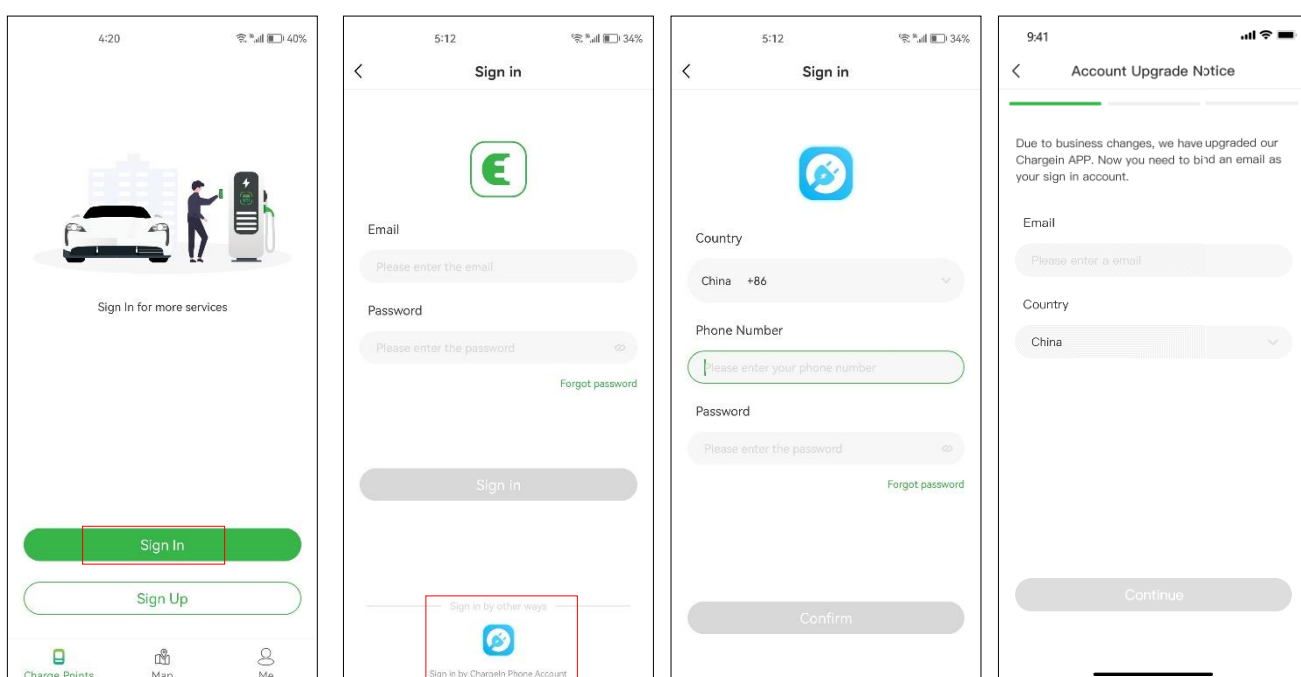 4:20
40%
Sign In for more services
Sign In
Sign Up
Charge Points
Map
Me
5:12
34%
Sign in
Email
Please enter the email
Password
Please enter the password
Forgot password
Sign in
Sign in by other ways
Sign in by ChargeIn Phone Account
5:12
34%
Sign in
Country
China +86
Phone Number
Please enter your phone number
Password
Please enter the password
Forgot password
Confirm
9:41
Account Upgrade Notice
Due to business changes, we have upgraded our
Chargein APP. Now you need to bind an email as
your sign in account.
Email
Please enter a email
Country
China
Continue